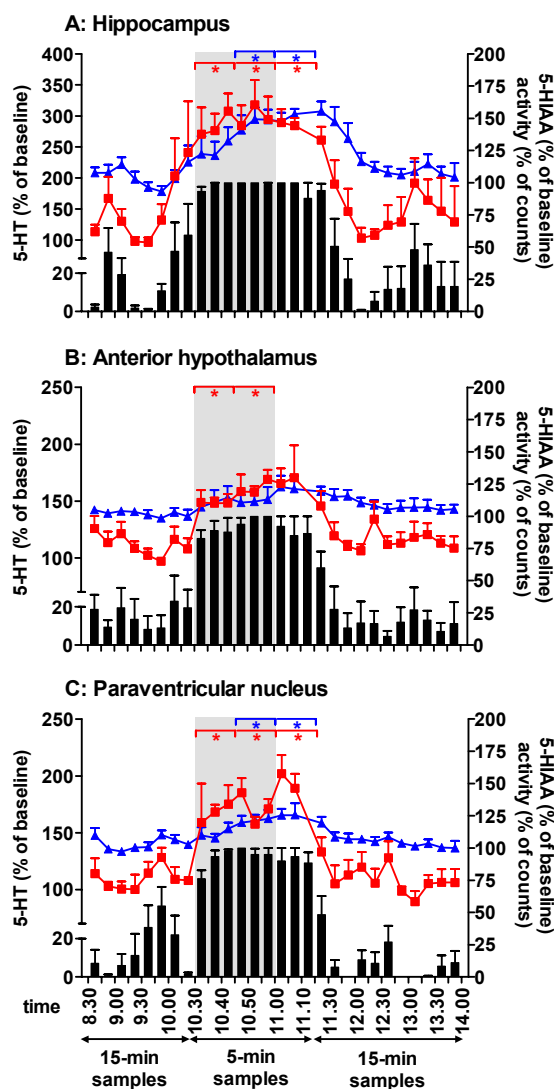 A: Hippocampus
400
350
300
250
200
150
100
20
0
5-HT (% of baseline)
* *
* * *
200
175
150
125
100
75
50
25
0
5-HIAA (% of baseline)
activity (% of counts)
B: Anterior hypothalamus
250
200
150
100
20
0
5-HT (% of baseline)
* *
200
175
150
125
100
75
50
25
0
5-HIAA (% of baseline)
activity (% of counts)
C: Paraventricular nucleus
250
200
150
100
20
0
5-HT (% of baseline)
* *
* * *
200
175
150
125
100
75
50
25
0
5-HIAA (% of baseline)
activity (% of counts)
time
8.30 9.00 9.30 10.00 10.30 10.40 10.50 11.00 11.10 11.30 12.00 12.30 13.00 13.30 14.00
15-min
samples
5-min
samples
15-min
samples